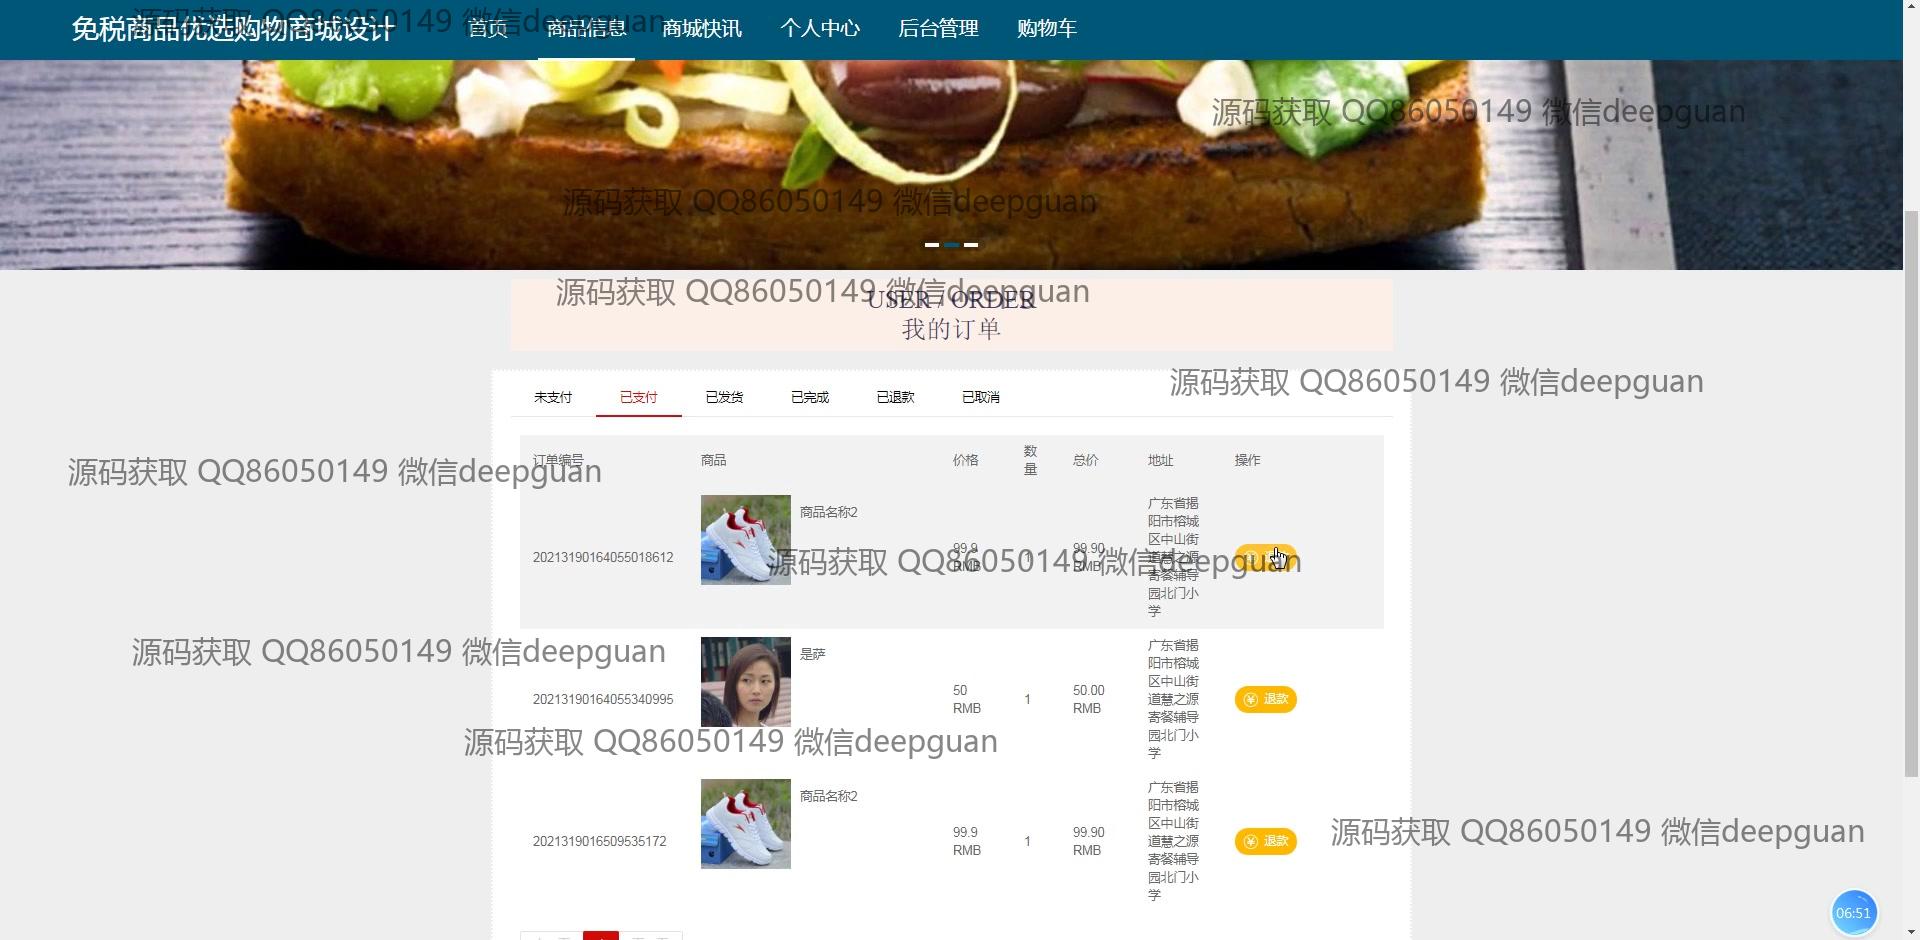 免税商品优选购物商城设计
首页 商品信息 商城快讯 个人中心 后台管理 购物车
源码获取 QQ86050149 微信deepguan
源码获取 QQ86050149 微信deepguan
源码获取 QQ86050149 微信deepguan
源码获取 QQ86050149 微信deepguan
USER / ORDER
我的订单
源码获取 QQ86050149 微信deepguan
未支付 已支付 已发货 已完成 已退款 已取消
订单编号 商品 价格 数量 总价 地址 操作
源码获取 QQ86050149 微信deepguan
20213190164055018612 商品名称2 99.9 RMB 1 99.90 RMB
广东省揭
阳市榕城
区中山街
道慧之源
寄餐辅导
园北门小
学
源码获取 QQ86050149 微信deepguan
20213190164055340995 是萨 50 RMB 1 50.00 RMB
广东省揭
阳市榕城
区中山街
道慧之源
寄餐辅导
园北门小
学
退款
源码获取 QQ86050149 微信deepguan
源码获取 QQ86050149 微信deepguan
2021319016509535172 商品名称2 99.9 RMB 1 99.90 RMB
广东省揭
阳市榕城
区中山街
道慧之源
寄餐辅导
园北门小
学
退款
源码获取 QQ86050149 微信deepguan
06:51